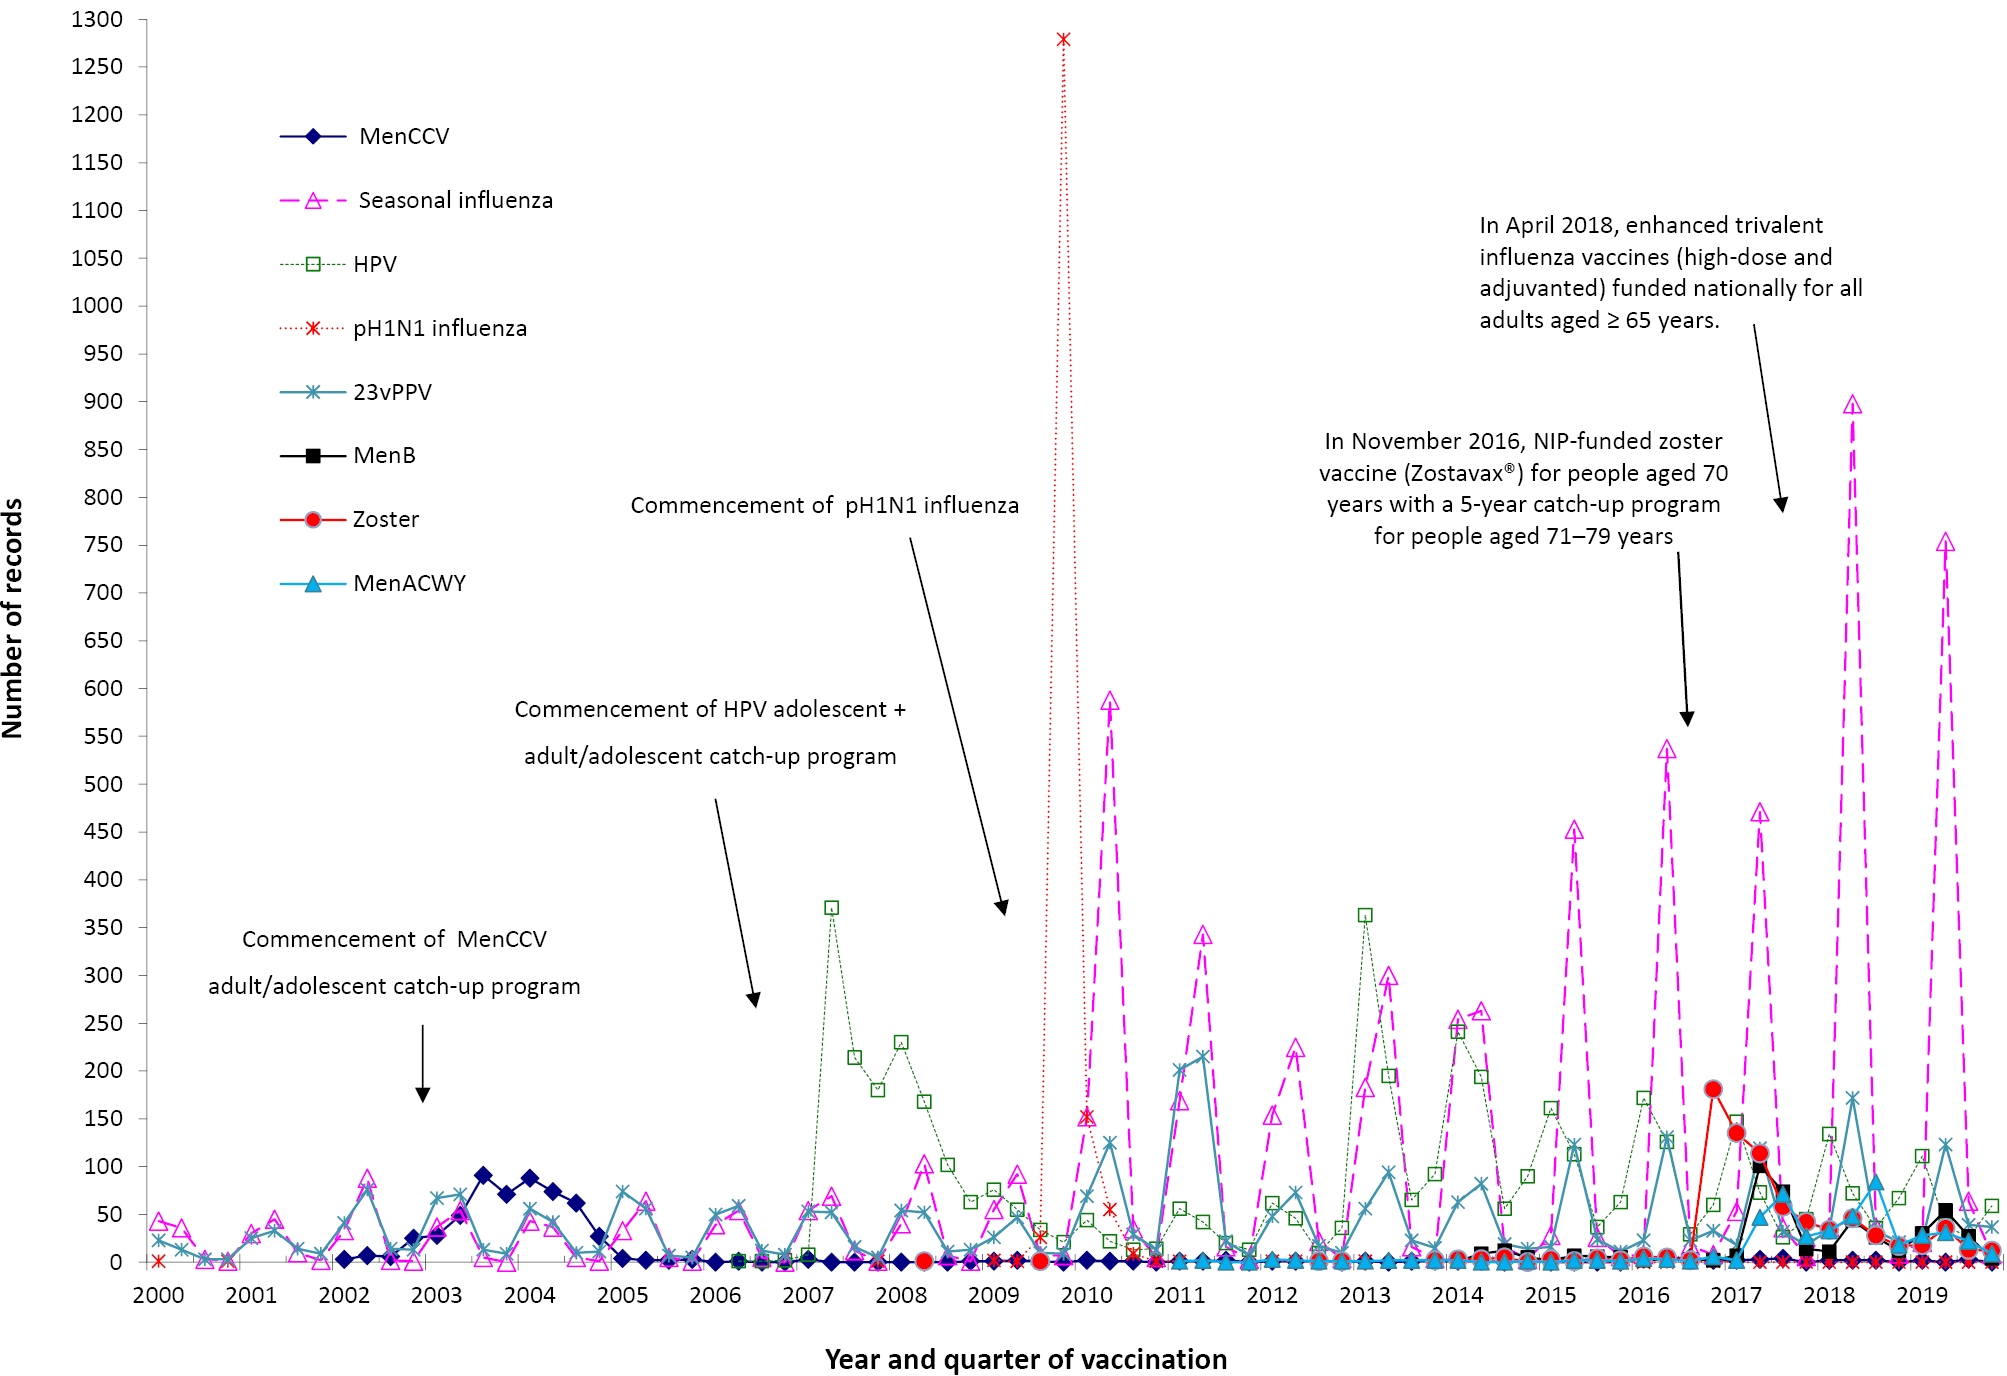 1300
1250
1200
1150
1100
1050
1000
950
900
850
800
750
700
650
600
550
500
450
400
350
300
250
200
150
100
50
0
Number of records
MenCCV
Seasonal influenza
HPV
pH1N1 influenza
23vPPV
MenB
Zoster
MenACWY
Commencement of MenCCV
adult/adolescent catch-up program
Commencement of HPV adolescent +
adult/adolescent catch-up program
Commencement of pH1N1 influenza
In November 2016, NIP-funded zoster
vaccine (Zostavax®) for people aged 70
years with a 5-year catch-up program
for people aged 71–79 years
In April 2018, enhanced trivalent
influenza vaccines (high-dose and
adjuvanted) funded nationally for all
adults aged ≥ 65 years.
2000 2001 2002 2003 2004 2005 2006 2007 2008 2009 2010 2011 2012 2013 2014 2015 2016 2017 2018 2019
Year and quarter of vaccination